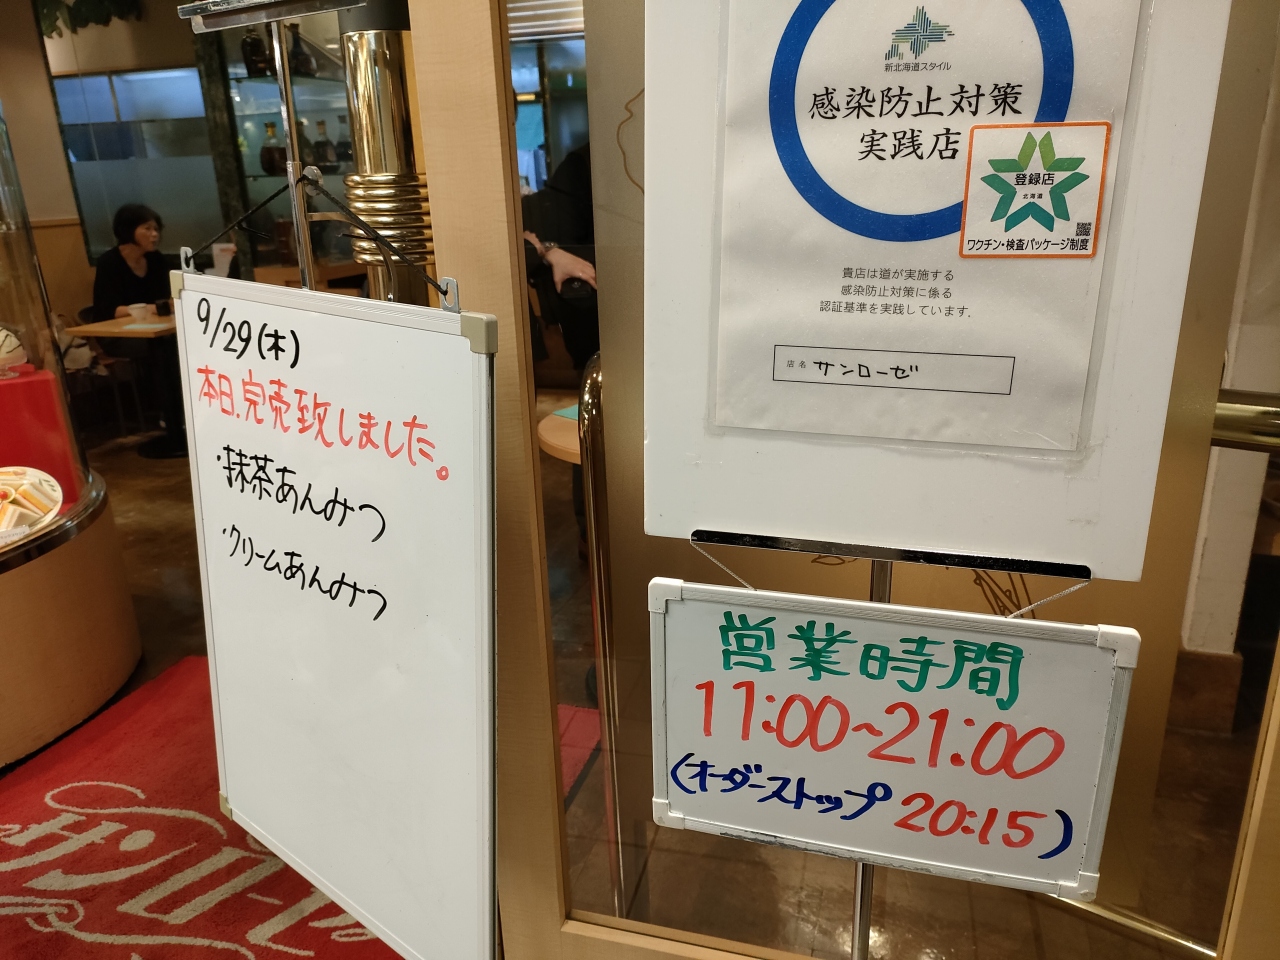 9/29(木)
本日、完売致しました。
・抹茶あんみつ
・クリームあんみつ
新北海道スタイル
感染防止対策
実践店
登録店
北海道
ワクチン・検査パッケージ制度
貴店は道が実施する
感染防止対策に係る
認証基準を実践しています。
店名 サンローゼ
営業時間
11:00~21:00
(オーダーストップ 20:15)